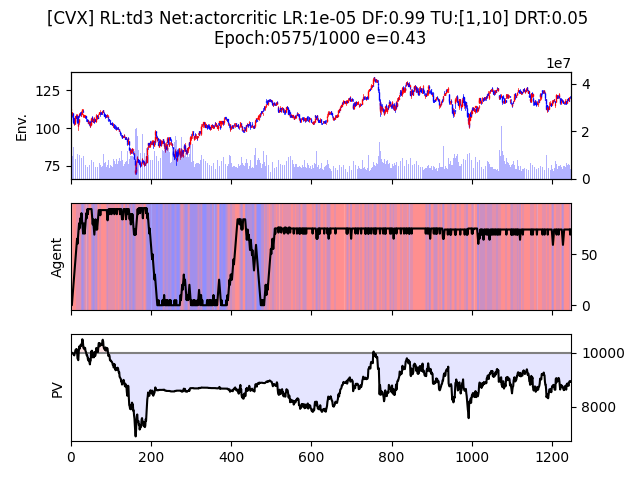 [CVX] RL:td3 Net:actorcritic LR:1e-05 DF:0.99 TU:[1,10] DRT:0.05
Epoch:0575/1000 e=0.43
1e7
Env.
125
100
75
4
2
0
Agent
50
0
PV
10000
8000
0 200 400 600 800 1000 1200